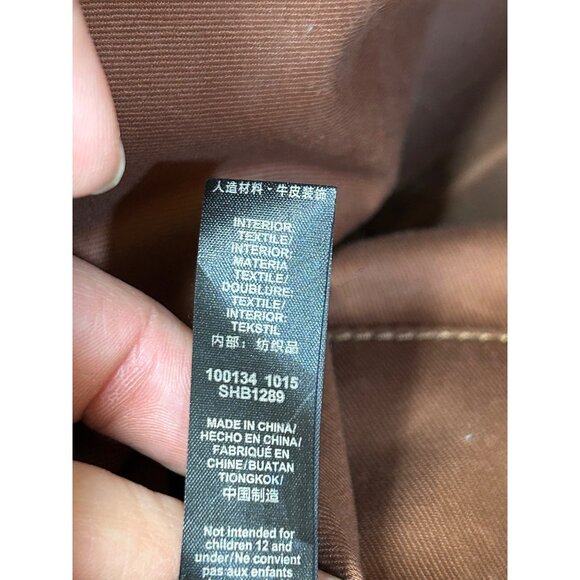 人造材料·牛皮装饰
INTERIOR:
TEXTILE/
INTERIOR:
MATERIA
TEXTILE/
DOUBLURE:
TEXTILE/
INTERIOR:
TEKSTIL
内部：纺织品
100134 1015
SHB1289
MADE IN CHINA/
HECHO EN CHINA/
FABRIQUÉ EN
CHINE/BUATAN
TIONGKOK/
中国制造
Not intended for
children 12 and
under/Ne convient
pas aux enfants